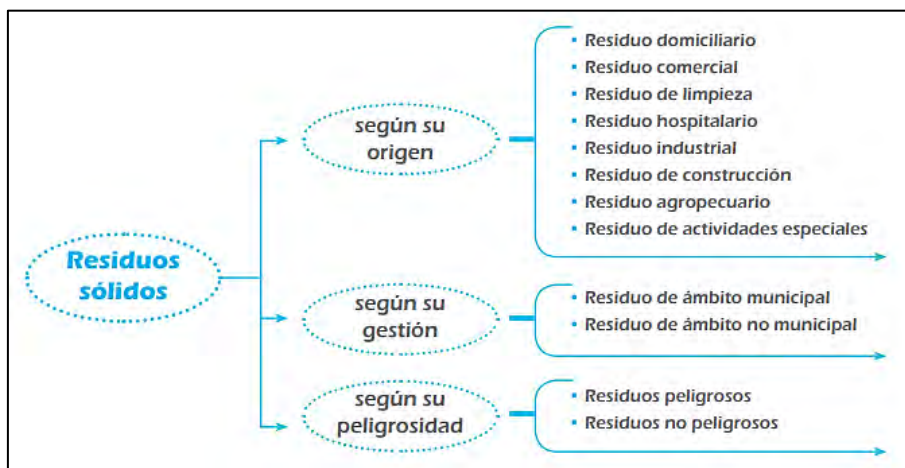 Residuos
sólidos
según su
origen
▪ Residuo domiciliario
▪ Residuo comercial
▪ Residuo de limpieza
▪ Residuo hospitalario
▪ Residuo industrial
▪ Residuo de construcción
▪ Residuo agropecuario
▪ Residuo de actividades especiales
según su
gestión
▪ Residuo de ámbito municipal
▪ Residuo de ámbito no municipal
según su
peligrosidad
▪ Residuos peligrosos
▪ Residuos no peligrosos